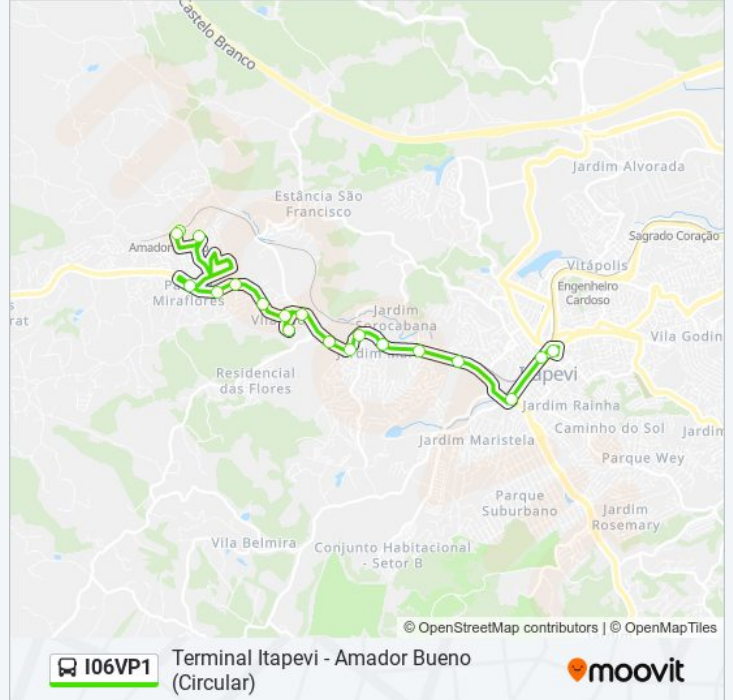 Castelo Branco
Jardim Alvorada
Estância São
Francisco
Sagrado Coração
Amador
Vitápolis
Engenheiro
Cardoso
Miraflores
rat
Jardim
Sorocabana
Vila Godin
Residencial
das Flores
Itapevi
Jardim Rainha
Caminho do Sol
Jardim
Jardim Maristela
Parque Wey
Parque
Suburbano
Jardim
Rosemary
Vila Belmira
Conjunto Habitacional
- Setor B
© OpenStreetMap contributors | © OpenMapTiles
I06VP1
Terminal Itapevi - Amador Bueno
(Circular)
moovit